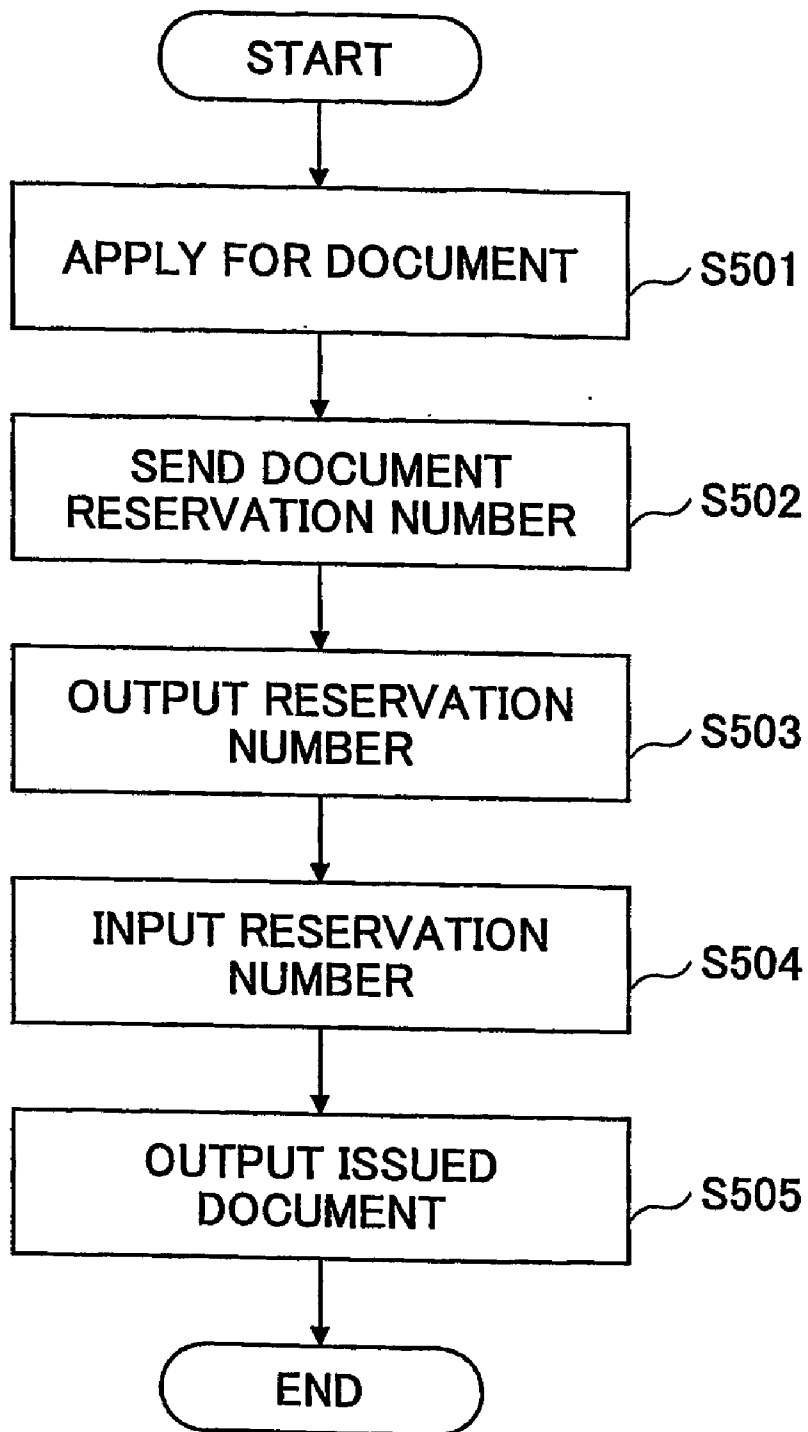 START
APPLY FOR DOCUMENT
S501
SEND DOCUMENT
RESERVATION NUMBER
S502
OUTPUT RESERVATION
NUMBER
S503
INPUT RESERVATION
NUMBER
S504
OUTPUT ISSUED
DOCUMENT
S505
END